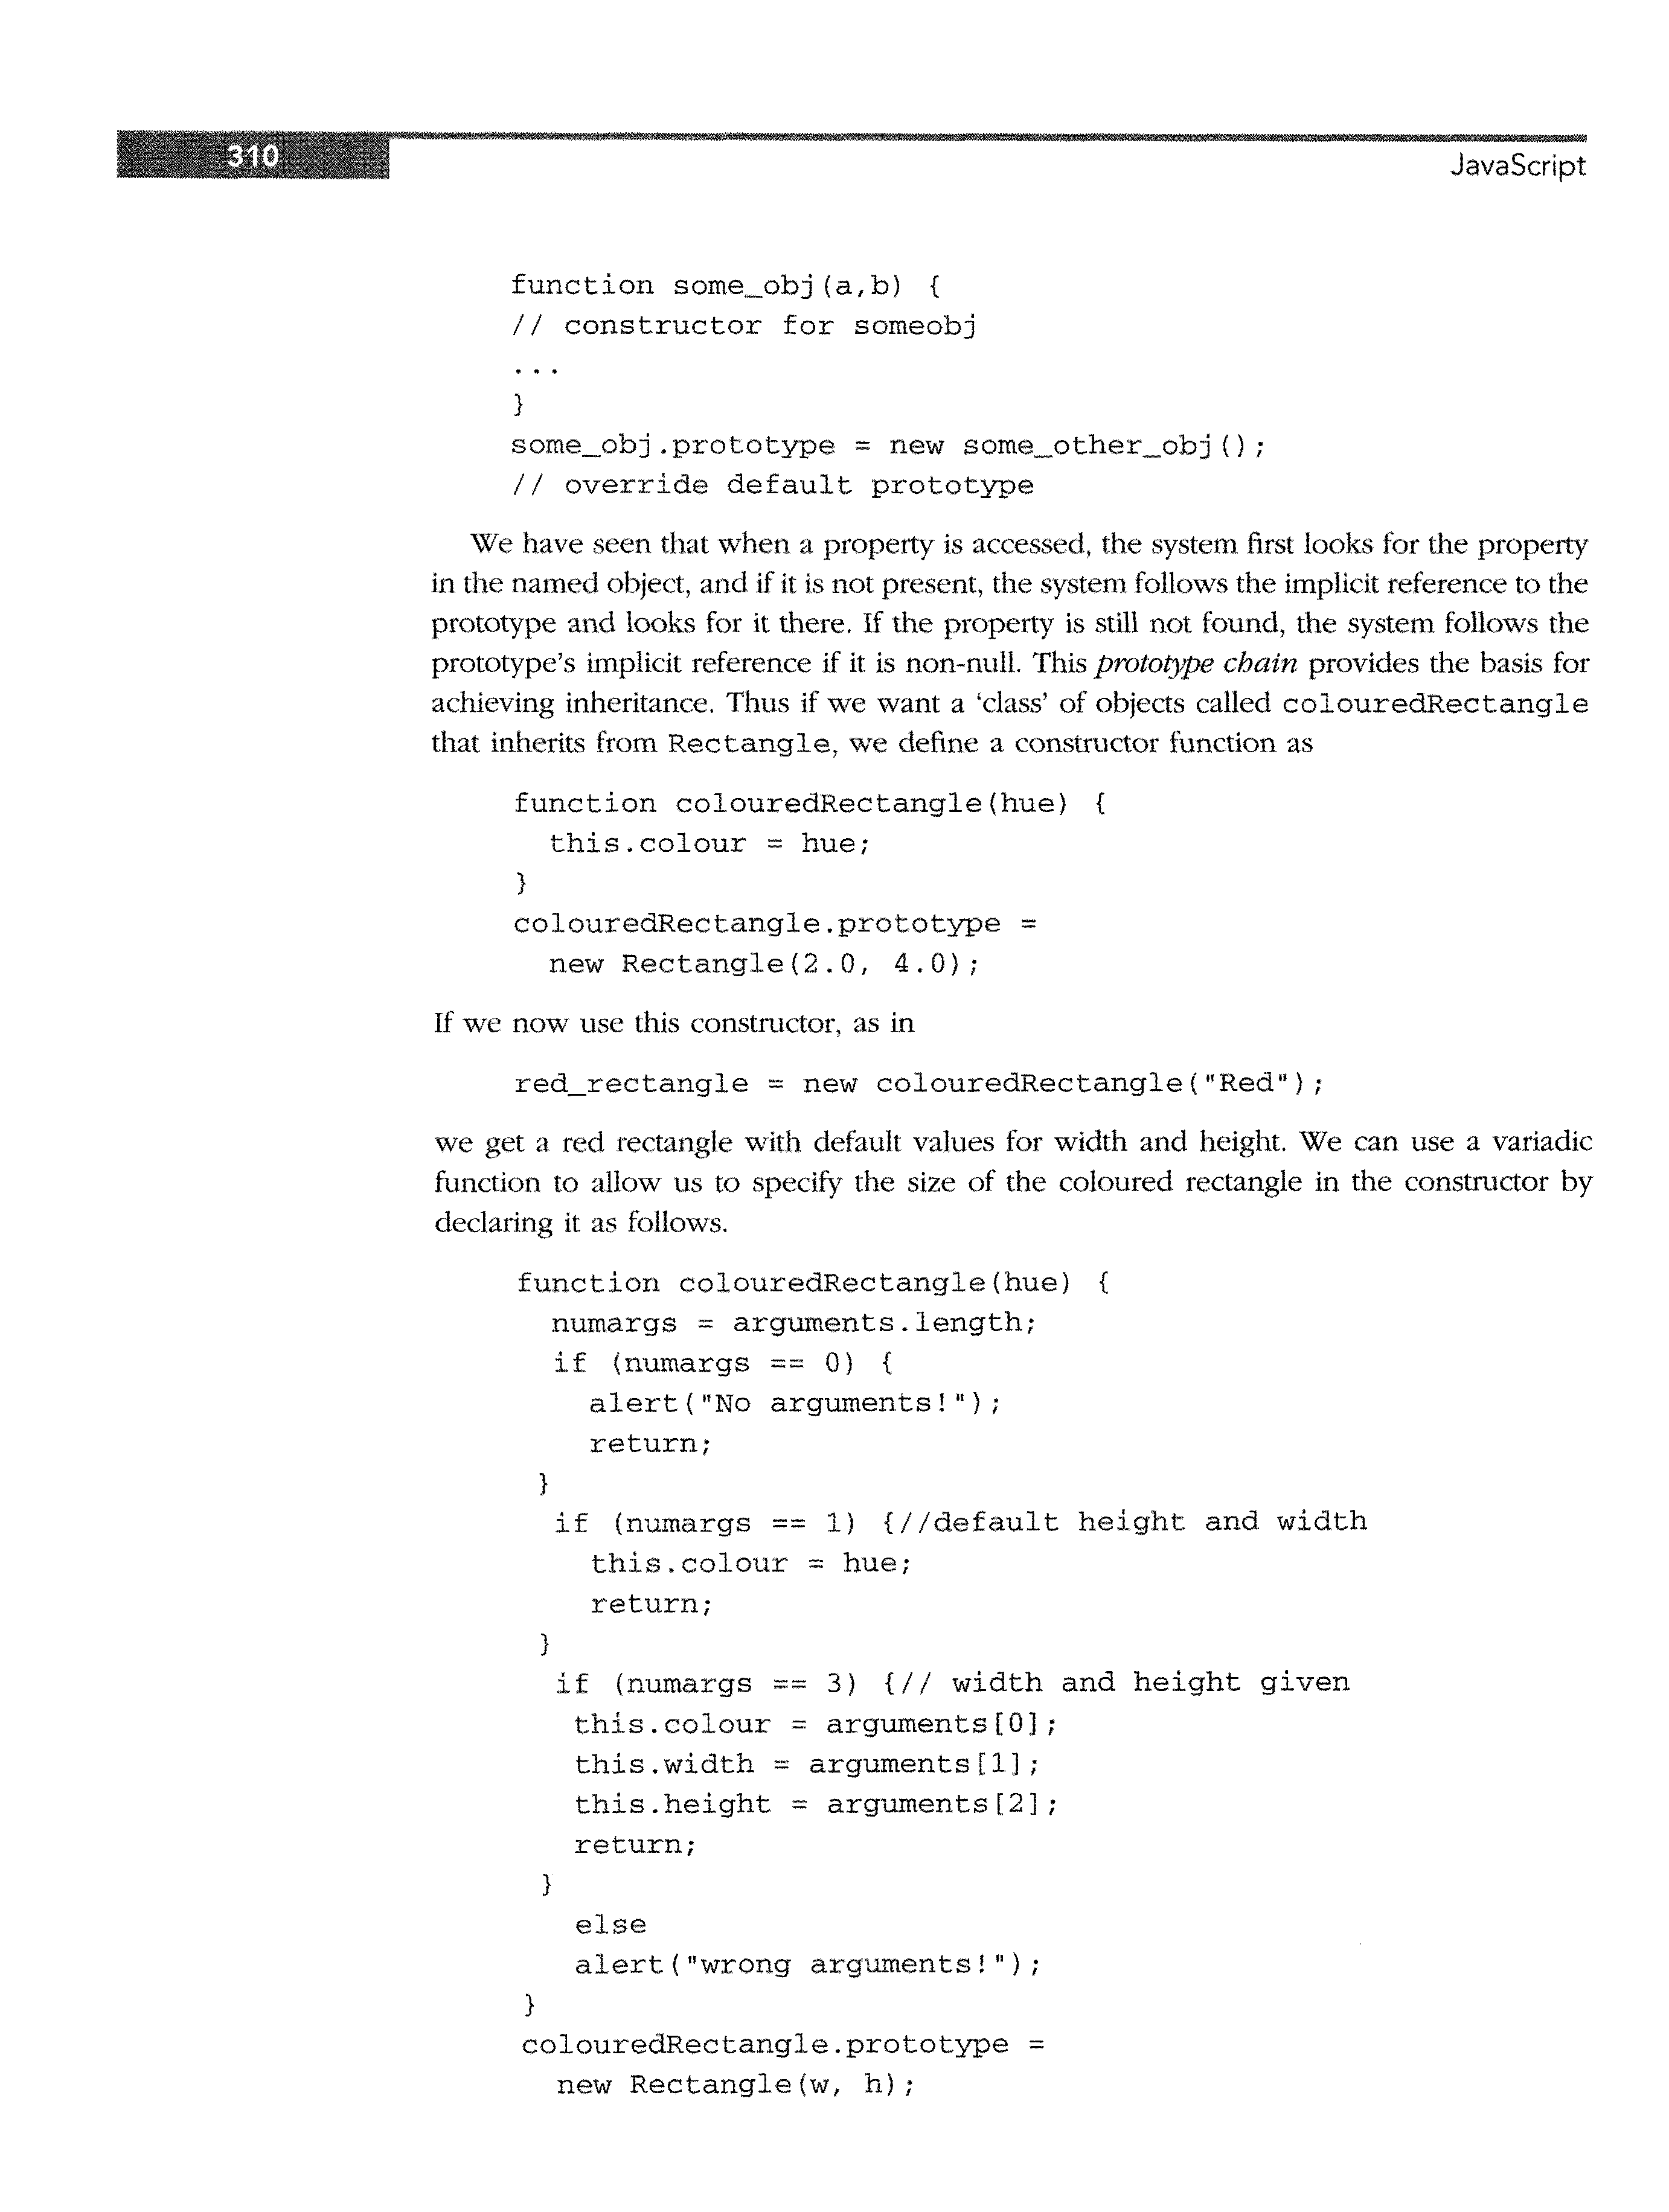 310
JavaScript
function some_obj(a,b) {
// constructor for someobj
...
}
some_obj.prototype = new some_other_obj();
// override default prototype
We have seen that when a property is accessed, the system first looks for the property
in the named object, and if it is not present, the system follows the implicit reference to the
prototype and looks for it there. If the property is still not found, the system follows the
prototype's implicit reference if it is non-null. This prototype chain provides the basis for
achieving inheritance. Thus if we want a 'class' of objects called colouredRectangle
that inherits from Rectangle, we define a constructor function as
function colouredRectangle(hue) {
this.colour = hue;
}
colouredRectangle.prototype =
new Rectangle(2.0, 4.0);
If we now use this constructor, as in
red_rectangle = new colouredRectangle("Red");
we get a red rectangle with default values for width and height. We can use a variadic
function to allow us to specify the size of the coloured rectangle in the constructor by
declaring it as follows.
function colouredRectangle(hue) {
numargs = arguments.length;
if (numargs == 0) {
alert("No arguments!");
return;
}
if (numargs == 1) {//default height and width
this.colour = hue;
return;
}
if (numargs == 3) {// width and height given
this.colour = arguments[0];
this.width = arguments[1];
this.height = arguments[2];
return;
}
else
alert("wrong arguments!");
}
colouredRectangle.prototype =
new Rectangle(w, h);